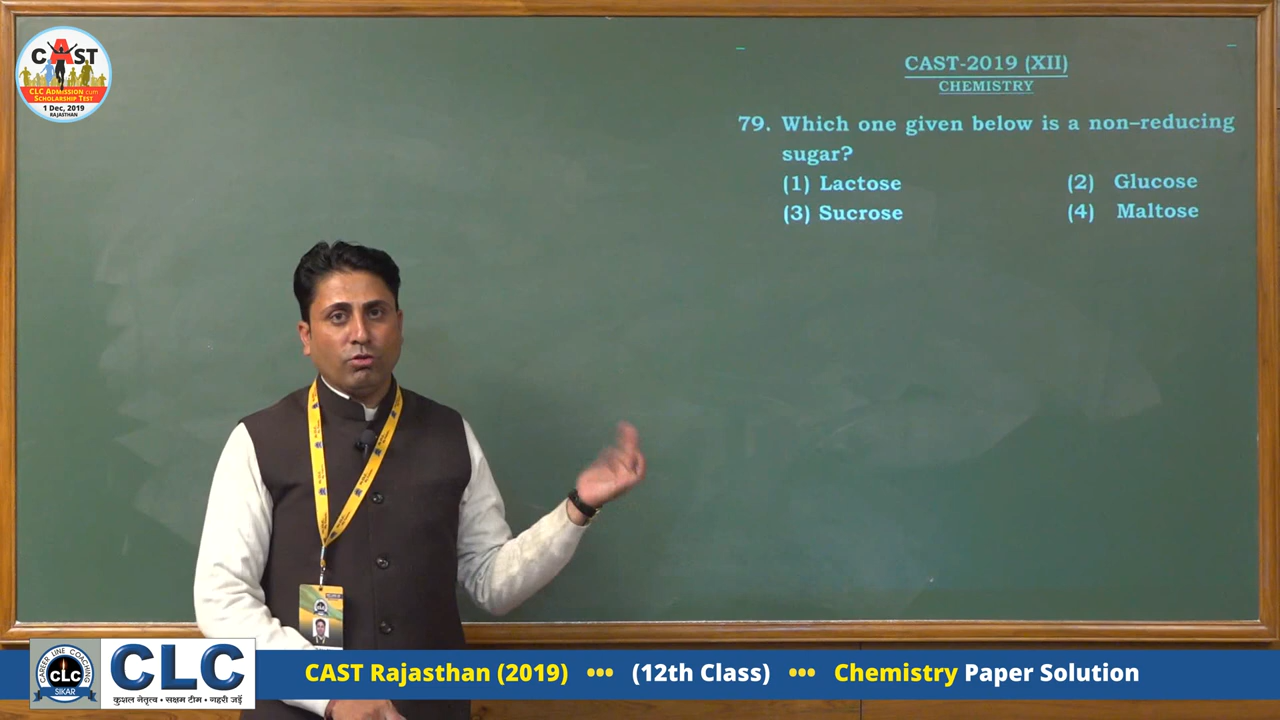 CAST
CLC ADMISSION cum
SCHOLARSHIP TEST
1 Dec, 2019
RAJASTHAN
CAST-2019 (XII)
CHEMISTRY
79. Which one given below is a non–reducing
sugar?
(1) Lactose (2) Glucose
(3) Sucrose (4) Maltose
CAREER LINE COACHING
CLC
SIKAR
CLC
कुशल नेतृत्व • सक्षम टीम • गहरी जड़ें
CAST Rajasthan (2019) ••• (12th Class) ••• Chemistry Paper Solution